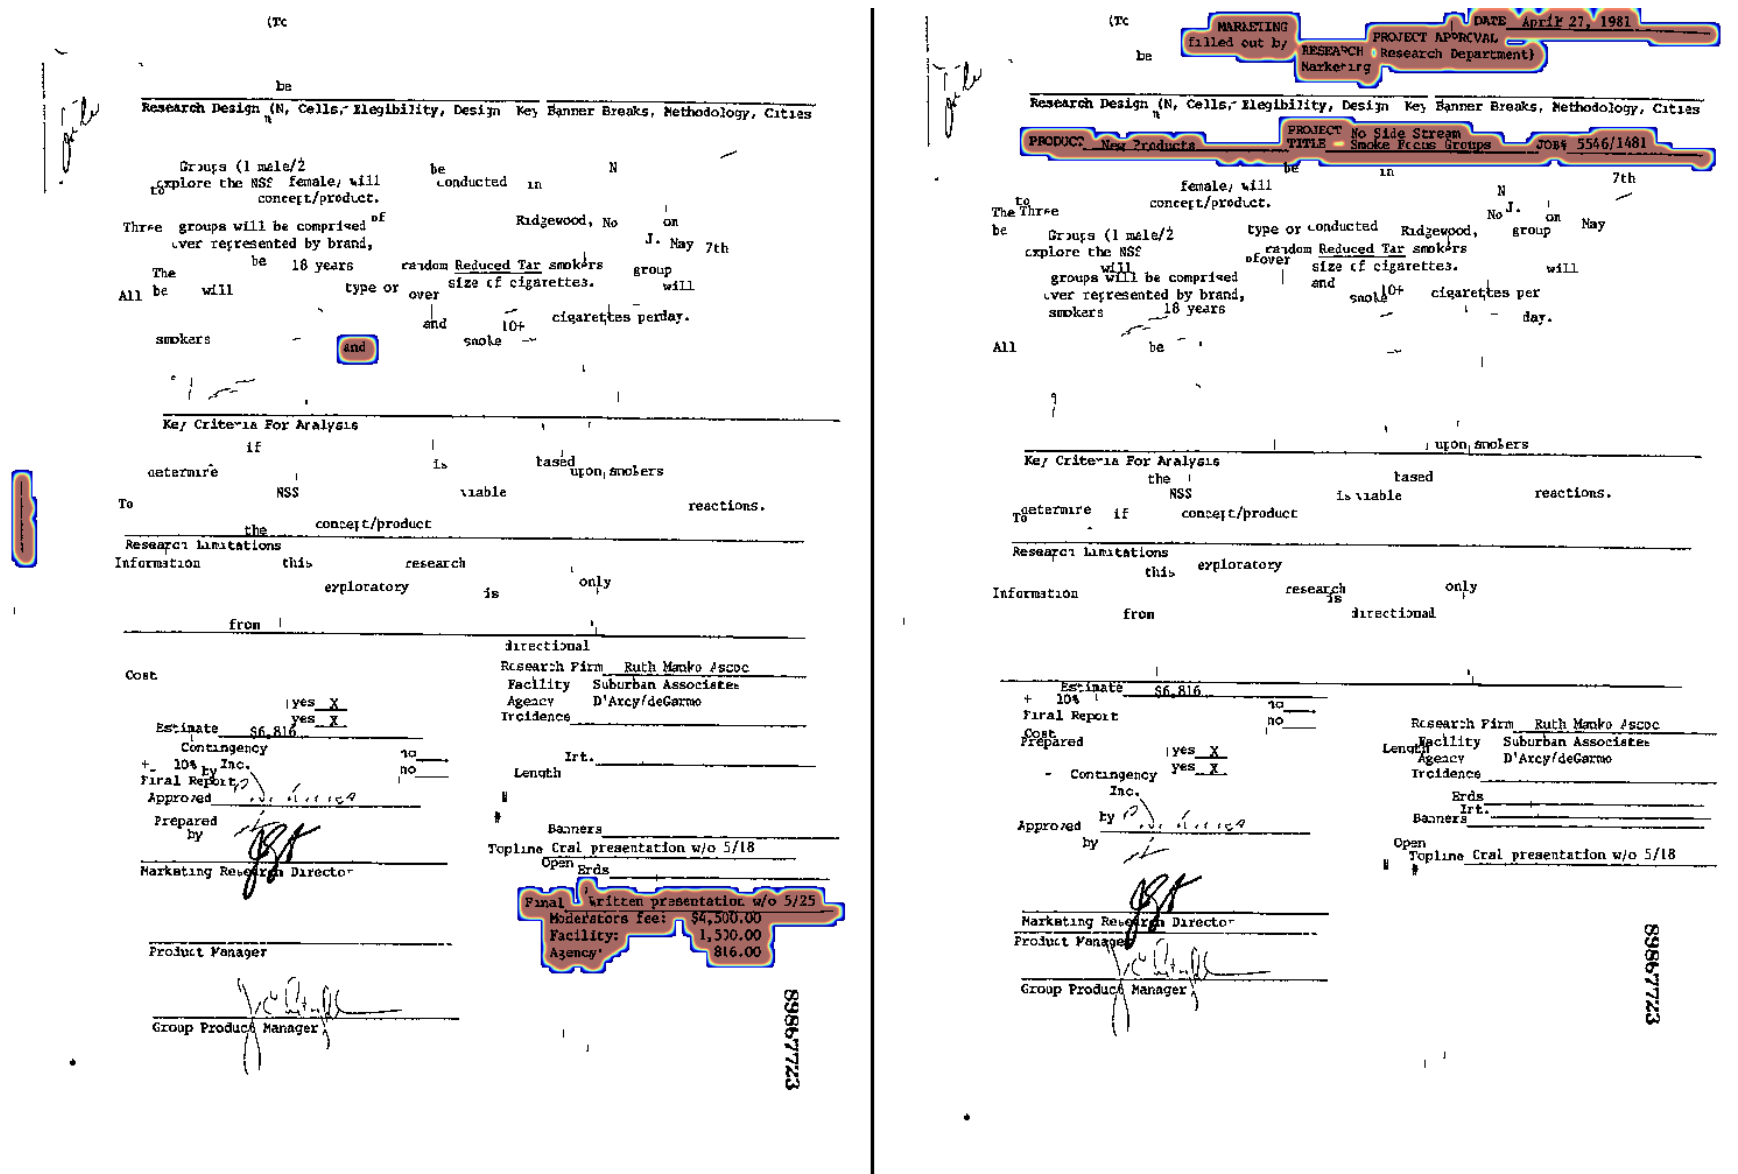 (Tc
be
Research Design (N, Cells, Elegibility, Design Key Banner Breaks, Methodology, Cities
Groups (1 male/2
be
N
to explore the NSS female, will
conducted in
concept/product.
of
Three groups will be comprised
Ridgewood, No
on
over represented by brand,
J. May 7th
be 18 years
random Reduced Tar smokers
group
The
size of cigarettes.
will
All be will
type or over
and
10+
cigarettes per day.
smokers
and
smoke
Key Criteria For Analysis
if
determire
is
based upon smokers
To
NSS
viable
reactions.
the
concept/product
Research Limitations
Information this research
exploratory is
only
from
directional
Cost
Research Firm Ruth Manko Assoc
Facility Suburban Associates
Agency D'Arcy/deGarmo
Incidence
yes X
yes X
Estimate $6,816
Contingency
no
+ 10% by Inc.
no
Final Report
Int.
Length
Approved
#
#
Prepared
by
Banners
Topline Oral presentation w/o 5/18
Open
Ends
Marketing Research Director
Final Written presentation w/o 5/25
Moderators fee: $4,500.00
Facility: 1,500.00
Agency 816.00
Product Manager
Group Product Manager
89867723
(Tc
MARKETING
DATE April 27, 1981
filled out by
PROJECT APPROVAL
be
RESEARCH Research Department)
Marketing
Research Design (N, Cells, Elegibility, Design Key Banner Breaks, Methodology, Cities
PRODUCT New Products
PROJECT No Side Stream
TITLE Smoke Focus Groups
JOB# 5546/1481
be
in
7th
female, will
N
to
concept/product.
The Three
No J. on May
be Groups (1 male/2
type or conducted Ridgewood, group
explore the NSS
random Reduced Tar smokers
of over
will
size of cigarettes.
will
groups will be comprised
and
over represented by brand,
smoke 10+ cigarettes per
smokers 18 years
day.
All
be
upon smokers
Key Criteria For Analysis
the
based
NSS
is viable
reactions.
To determire if concept/product
Research Limitations
this exploratory
Information
research is
only
from
directional
Estimate $6,816
+ 10%
no
Final Report
no
Cost
Prepared
yes X
yes X
- Contingency
Inc.
Research Firm Ruth Manko Assoc
Length Facility Suburban Associates
Agency D'Arcy/deGarmo
Incidence
Ends
Int.
Banners
Approved by
by
Open
Topline Oral presentation w/o 5/18
# #
Marketing Research Director
Product Manager
Group Product Manager
89867723